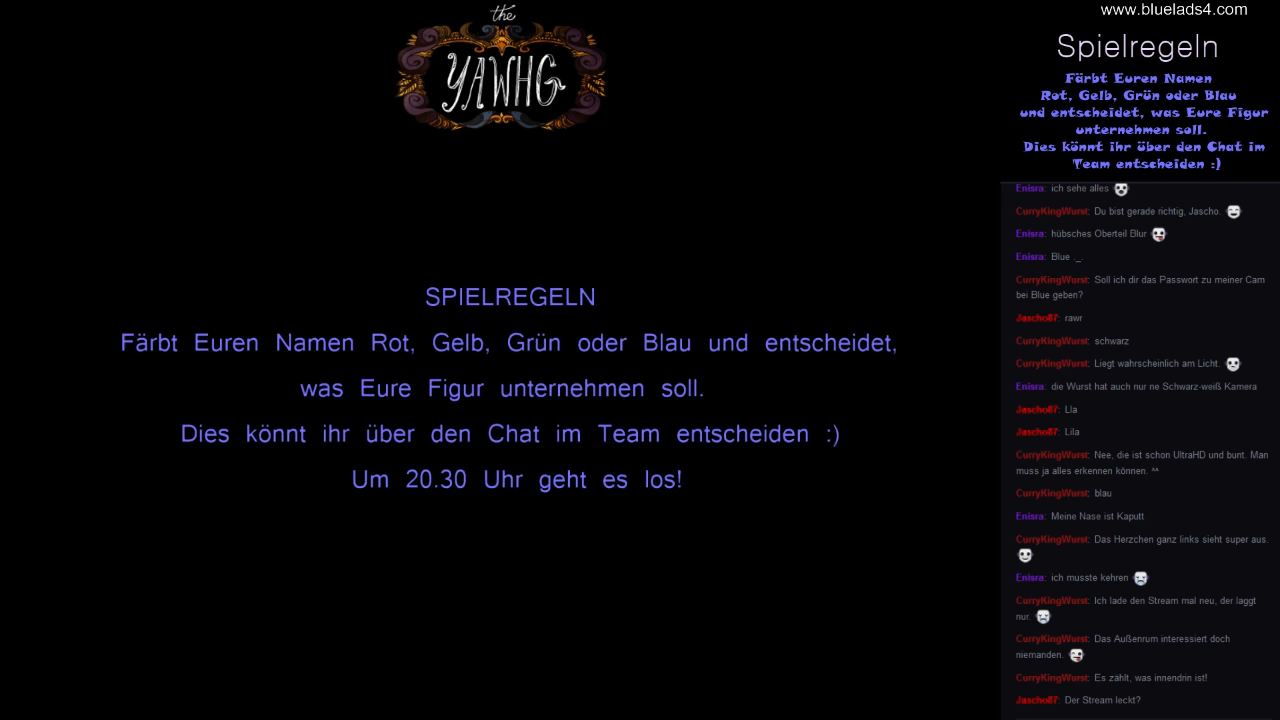 the
YAWHG
SPIELREGELN
Färbt Euren Namen Rot, Gelb, Grün oder Blau und entscheidet,
was Eure Figur unternehmen soll.
Dies könnt ihr über den Chat im Team entscheiden :)
Um 20.30 Uhr geht es los!
www.bluelads4.com
Spielregeln
Färbt Euren Namen
Rot, Gelb, Grün oder Blau
und entscheidet, was Eure Figur
unternehmen soll.
Dies könnt ihr über den Chat im
Team entscheiden :)
Enisra: ich sehe alles
CurryKingWurst: Du bist gerade richtig, Jascho.
Enisra: hübsches Oberteil Blur
Enisra: Blue ._.
CurryKingWurst: Soll ich dir das Passwort zu meiner Cam
bei Blue geben?
Jascho87: rawr
CurryKingWurst: schwarz
CurryKingWurst: Liegt wahrscheinlich am Licht.
Enisra: die Wurst hat auch nur ne Schwarz-weiß Kamera
Jascho87: Lla
Jascho87: Lila
CurryKingWurst: Nee, die ist schon UltraHD und bunt. Man
muss ja alles erkennen können. ^^
CurryKingWurst: blau
Enisra: Meine Nase ist Kaputt
CurryKingWurst: Das Herzchen ganz links sieht super aus.
Enisra: ich musste kehren
CurryKingWurst: Ich lade den Stream mal neu, der laggt
nur.
CurryKingWurst: Das Außenrum interessiert doch
niemanden.
CurryKingWurst: Es zählt, was innendrin ist!
Jascho87: Der Stream leckt?